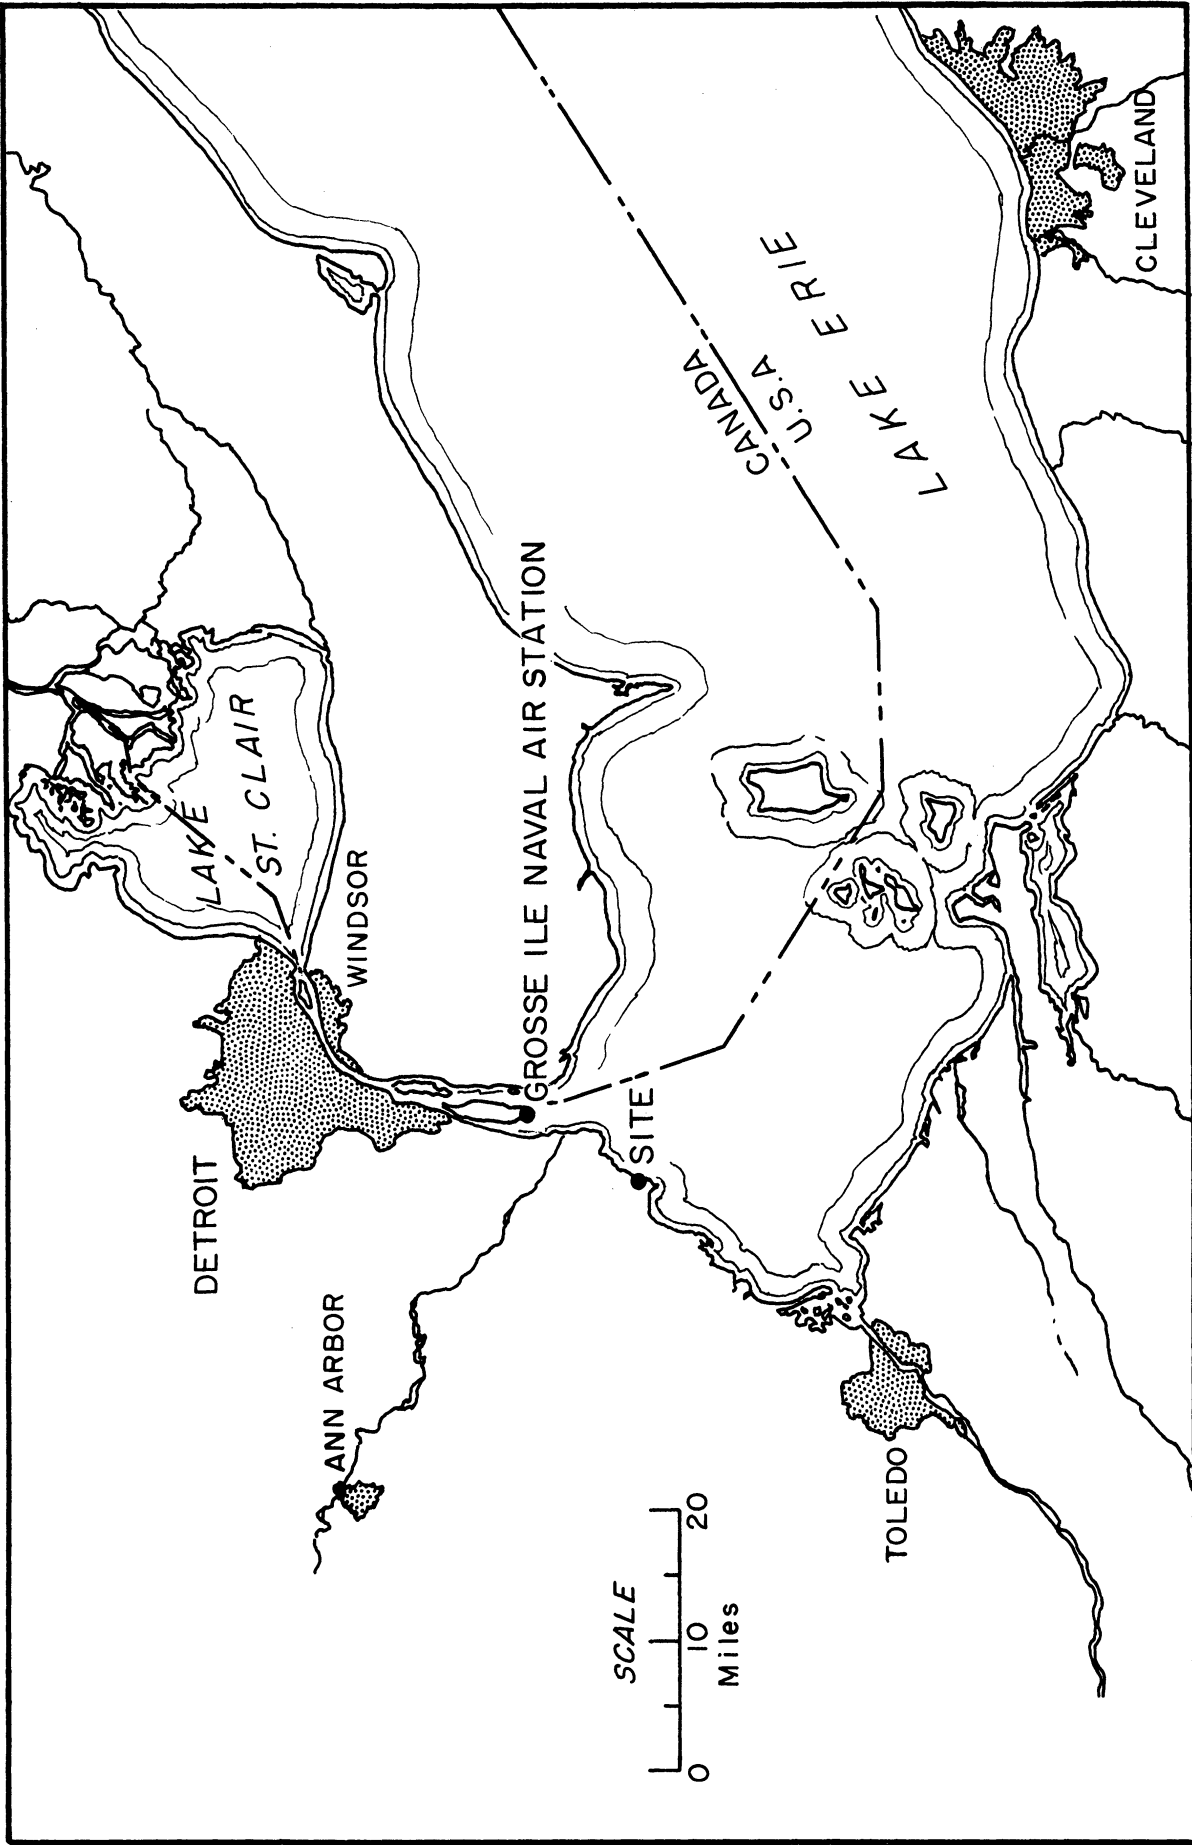 LAKE
ST. CLAIR
DETROIT
WINDSOR
ANN ARBOR
GROSSE ILE NAVAL AIR STATION
SITE
CANADA
U.S.A
LAKE ERIE
TOLEDO
CLEVELAND
SCALE
0 10 20
Miles